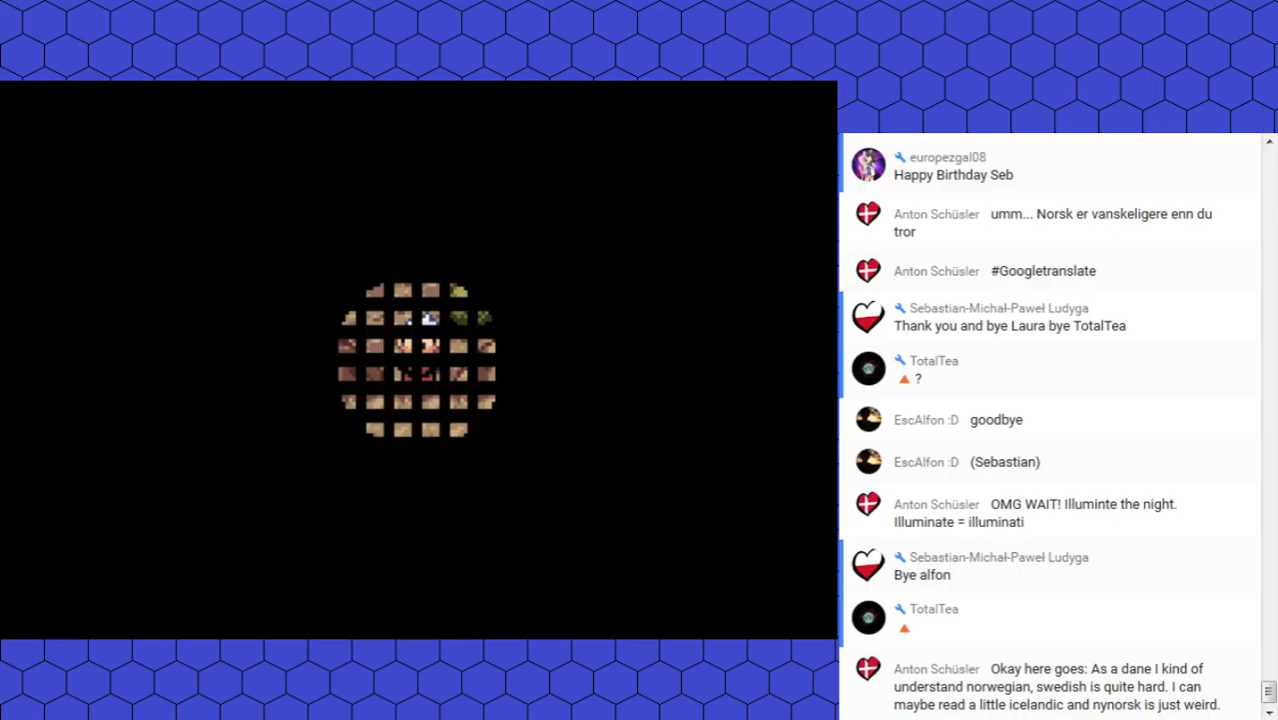 europezgal08
Happy Birthday Seb
Anton Schüsler umm... Norsk er vanskeligere enn du
tror
Anton Schüsler #Googletranslate
Sebastian-Michał-Paweł Ludyga
Thank you and bye Laura bye TotalTea
TotalTea
🔺 ?
EscAlfon :D goodbye
EscAlfon :D (Sebastian)
Anton Schüsler OMG WAIT! Illuminte the night.
Illuminate = illuminati
Sebastian-Michał-Paweł Ludyga
Bye alfon
TotalTea
🔺
Anton Schüsler Okay here goes: As a dane I kind of
understand norwegian, swedish is quite hard. I can
maybe read a little icelandic and nynorsk is just weird.